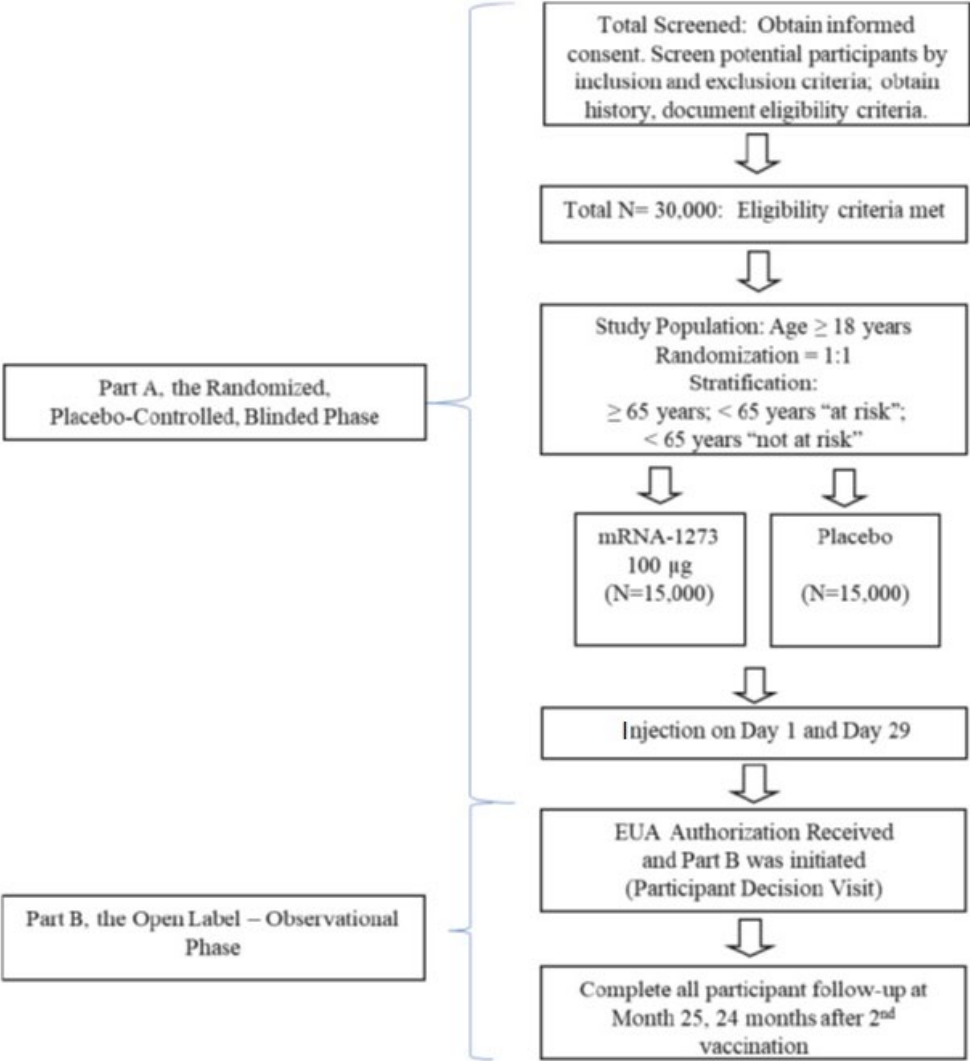 Total Screened: Obtain informed
consent. Screen potential participants by
inclusion and exclusion criteria; obtain
history, document eligibility criteria.
Total N= 30,000: Eligibility criteria met
Study Population: Age ≥ 18 years
Randomization = 1:1
Stratification:
≥ 65 years; < 65 years “at risk”;
< 65 years “not at risk”
Part A, the Randomized,
Placebo-Controlled, Blinded Phase
mRNA-1273
100 µg
(N=15,000)
Placebo
(N=15,000)
Injection on Day 1 and Day 29
EUA Authorization Received
and Part B was initiated
(Participant Decision Visit)
Part B, the Open Label – Observational
Phase
Complete all participant follow-up at
Month 25, 24 months after 2nd
vaccination